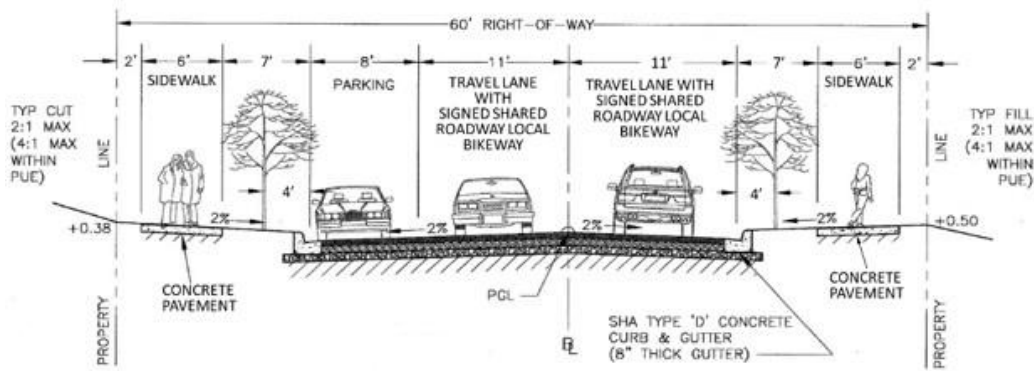 60' RIGHT-OF-WAY
2' 6' 7' 8' 11' 11' 7' 6' 2'
SIDEWALK
PARKING
TRAVEL LANE
WITH
SIGNED SHARED
ROADWAY LOCAL
BIKEWAY
TRAVEL LANE WITH
SIGNED SHARED
ROADWAY LOCAL
BIKEWAY
SIDEWALK
TYP CUT
2:1 MAX
(4:1 MAX
WITHIN
PUE)
LINE
TYP FILL
2:1 MAX
(4:1 MAX
WITHIN
PUE)
LINE
4'
4'
+0.38
2%
2%
2%
2%
+0.50
CONCRETE
PAVEMENT
PGL
CONCRETE
PAVEMENT
PROPERTY
SHA TYPE 'D' CONCRETE
CURB & GUTTER
(8" THICK GUTTER)
PROPERTY